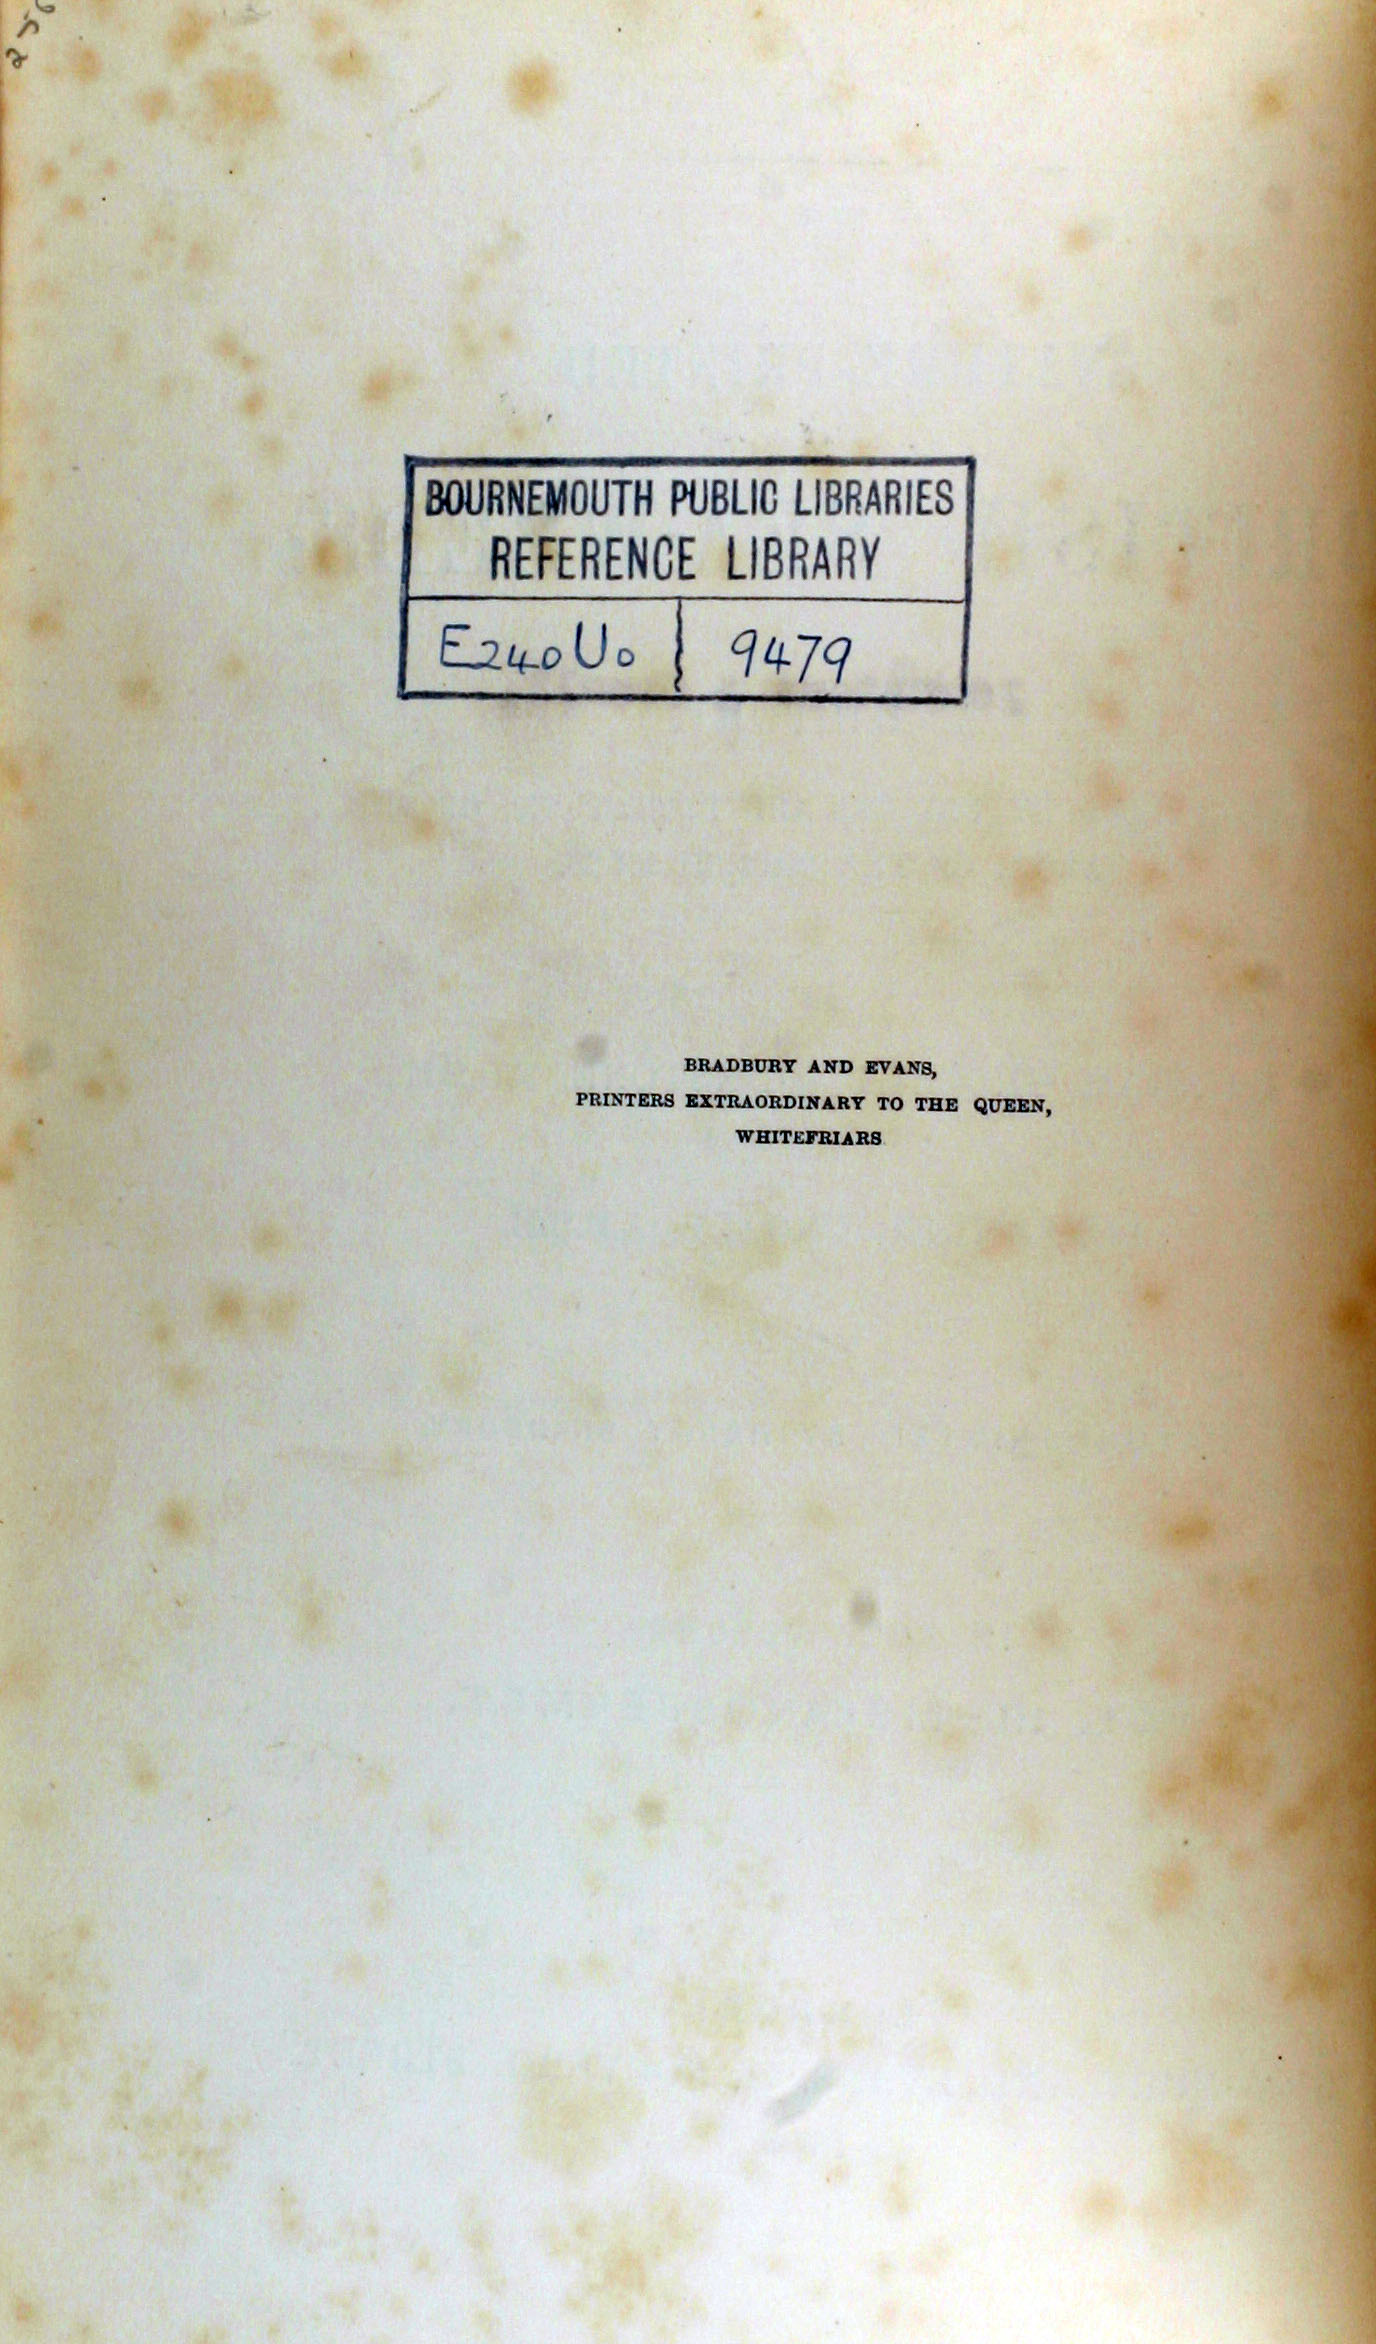 BOURNEMOUTH PUBLIC LIBRARIES
REFERENCE LIBRARY
E240U0 9479
BRADBURY AND EVANS,
PRINTERS EXTRAORDINARY TO THE QUEEN,
WHITEFRIARS